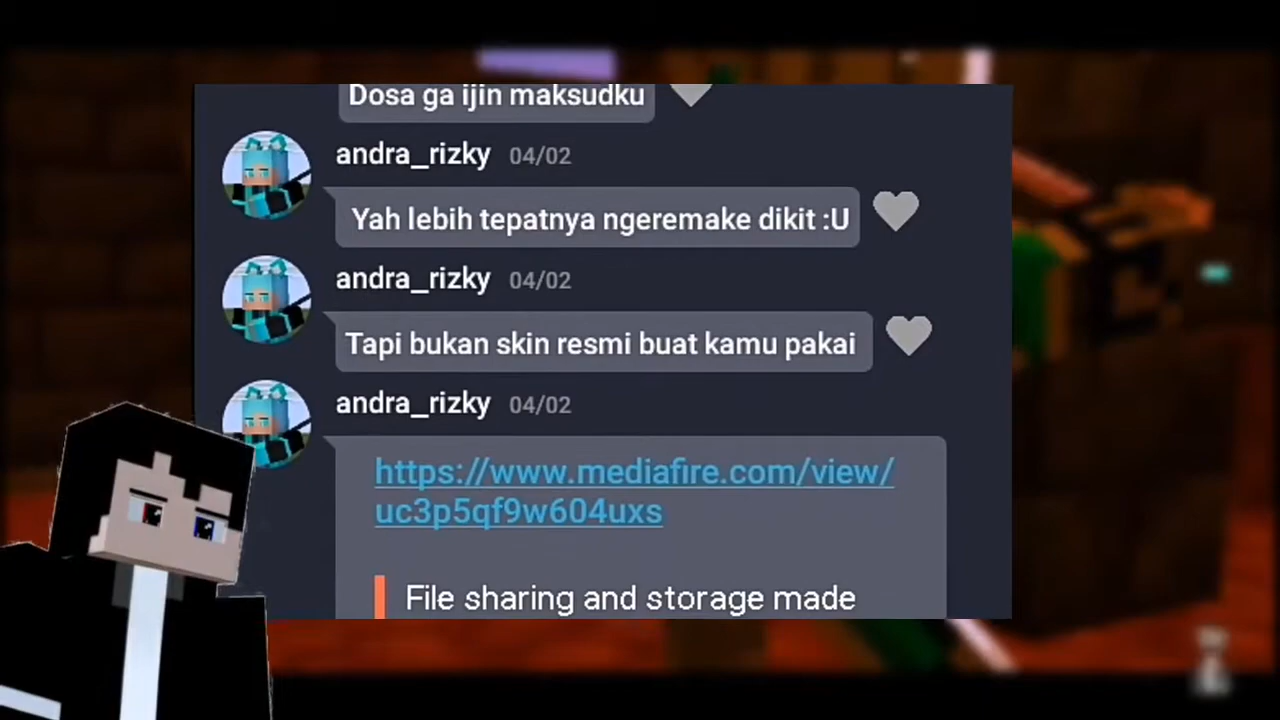 Dosa ga ijin maksudku
andra_rizky 04/02
Yah lebih tepatnya ngeremake dikit :U
andra_rizky 04/02
Tapi bukan skin resmi buat kamu pakai
andra_rizky 04/02
https://www.mediafire.com/view/
uc3p5qf9w604uxs
File sharing and storage made